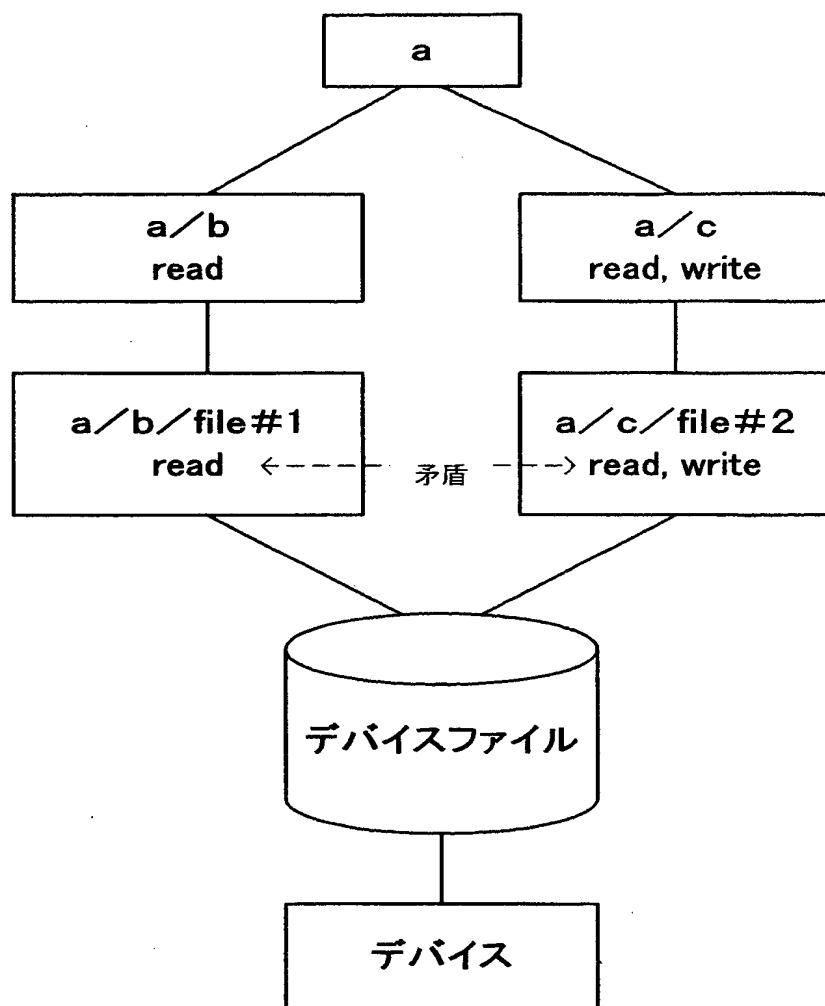 a
a／b
read
a／c
read, write
a／b／file＃1
read
a／c／file＃2
read, write
矛盾
デバイスファイル
デバイス